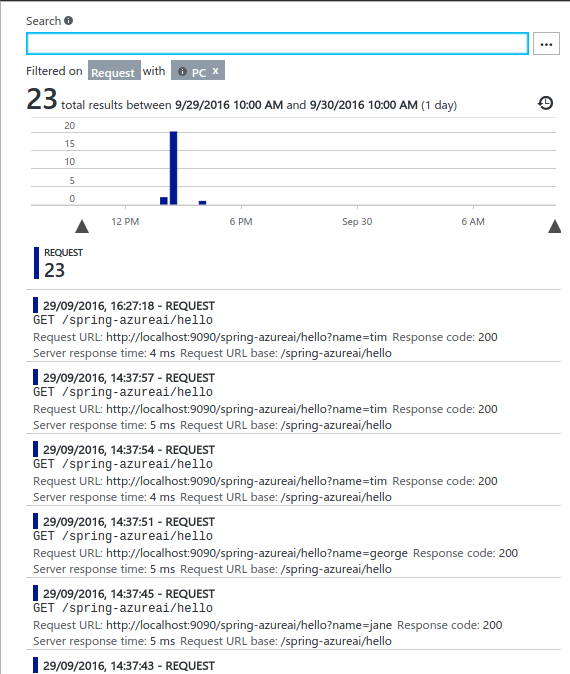 Search
...
Filtered on Request with PC x
23 total results between 9/29/2016 10:00 AM and 9/30/2016 10:00 AM (1 day)
20
15
10
5
0
12 PM 6 PM Sep 30 6 AM
REQUEST
23
29/09/2016, 16:27:18 - REQUEST
GET /spring-azureai/hello
Request URL: http://localhost:9090/spring-azureai/hello?name=tim Response code: 200
Server response time: 4 ms Request URL base: /spring-azureai/hello
29/09/2016, 14:37:57 - REQUEST
GET /spring-azureai/hello
Request URL: http://localhost:9090/spring-azureai/hello?name=tim Response code: 200
Server response time: 5 ms Request URL base: /spring-azureai/hello
29/09/2016, 14:37:54 - REQUEST
GET /spring-azureai/hello
Request URL: http://localhost:9090/spring-azureai/hello?name=tim Response code: 200
Server response time: 4 ms Request URL base: /spring-azureai/hello
29/09/2016, 14:37:51 - REQUEST
GET /spring-azureai/hello
Request URL: http://localhost:9090/spring-azureai/hello?name=george Response code: 200
Server response time: 5 ms Request URL base: /spring-azureai/hello
29/09/2016, 14:37:45 - REQUEST
GET /spring-azureai/hello
Request URL: http://localhost:9090/spring-azureai/hello?name=jane Response code: 200
Server response time: 5 ms Request URL base: /spring-azureai/hello
29/09/2016, 14:37:43 - REQUEST